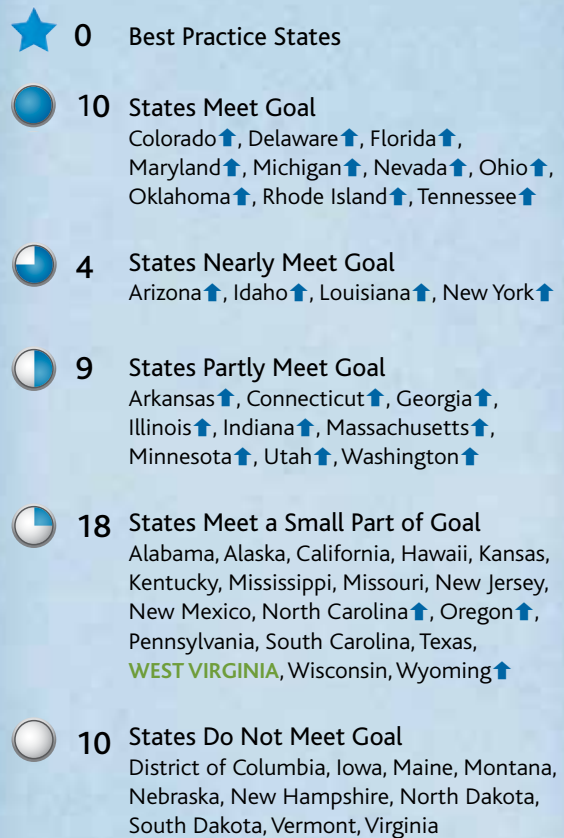 0 Best Practice States
10 States Meet Goal
Colorado⬆, Delaware⬆, Florida⬆,
Maryland⬆, Michigan⬆, Nevada⬆, Ohio⬆,
Oklahoma⬆, Rhode Island⬆, Tennessee⬆
4 States Nearly Meet Goal
Arizona⬆, Idaho⬆, Louisiana⬆, New York⬆
9 States Partly Meet Goal
Arkansas⬆, Connecticut⬆, Georgia⬆,
Illinois⬆, Indiana⬆, Massachusetts⬆,
Minnesota⬆, Utah⬆, Washington⬆
18 States Meet a Small Part of Goal
Alabama, Alaska, California, Hawaii, Kansas,
Kentucky, Mississippi, Missouri, New Jersey,
New Mexico, North Carolina⬆, Oregon⬆,
Pennsylvania, South Carolina, Texas,
WEST VIRGINIA, Wisconsin, Wyoming⬆
10 States Do Not Meet Goal
District of Columbia, Iowa, Maine, Montana,
Nebraska, New Hampshire, North Dakota,
South Dakota, Vermont, Virginia